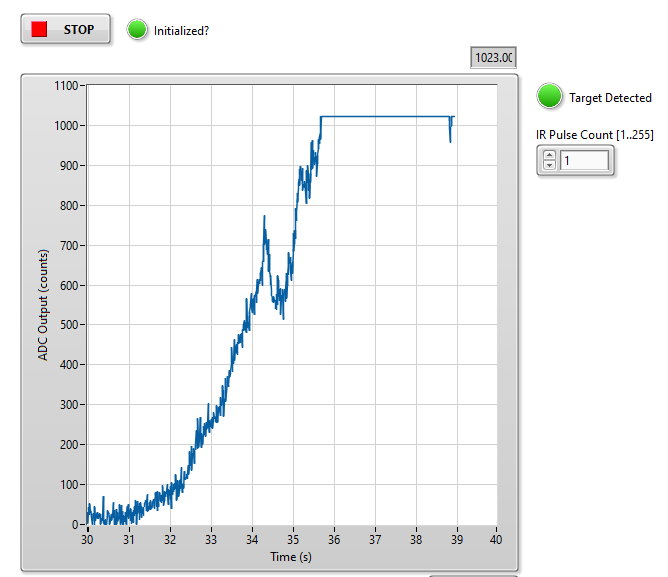 STOP
Initialized?
1023.00
Target Detected
IR Pulse Count [1..255]
1
1100
1000
900
800
700
600
500
400
300
200
100
0
ADC Output (counts)
30 31 32 33 34 35 36 37 38 39 40
Time (s)